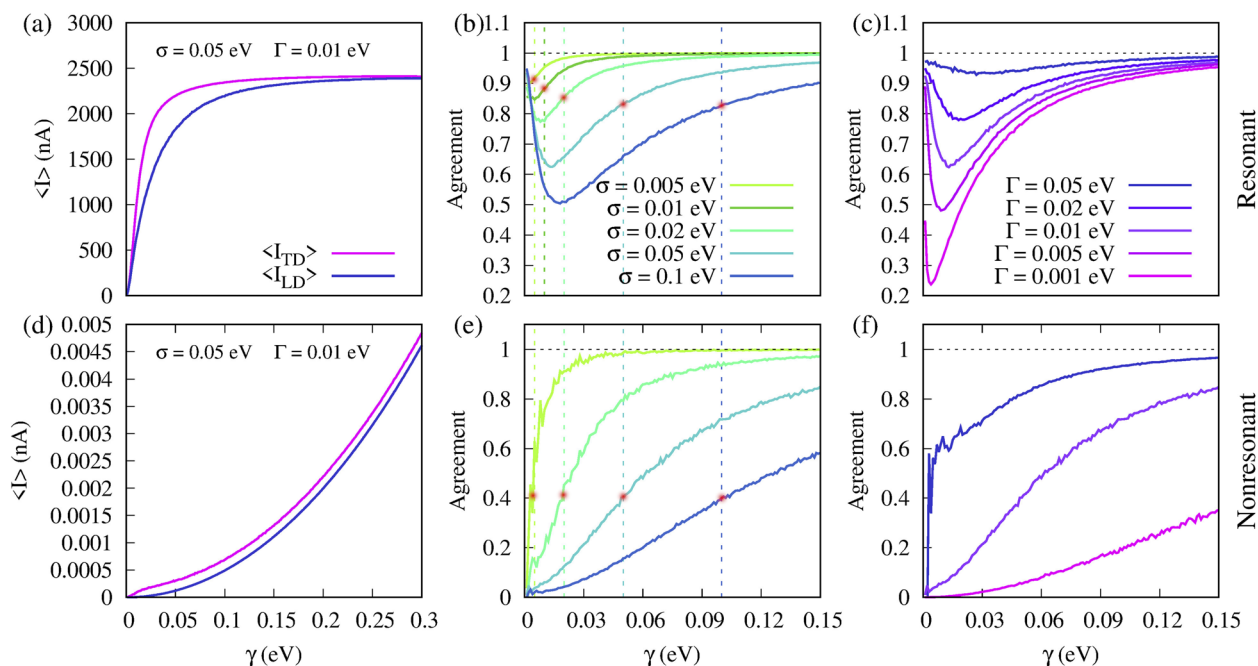 (a)
3000
2500
2000
1500
1000
500
0
<I> (nA)
σ = 0.05 eV Γ = 0.01 eV
<I_TD>
<I_LD>
(b)
1.1
1
0.9
0.8
0.7
0.6
0.5
0.4
0.3
0.2
Agreement
σ = 0.005 eV
σ = 0.01 eV
σ = 0.02 eV
σ = 0.05 eV
σ = 0.1 eV
(c)
1.1
1
0.9
0.8
0.7
0.6
0.5
0.4
0.3
0.2
Agreement
Γ = 0.05 eV
Γ = 0.02 eV
Γ = 0.01 eV
Γ = 0.005 eV
Γ = 0.001 eV
Resonant
(d)
0.005
0.0045
0.004
0.0035
0.003
0.0025
0.002
0.0015
0.001
0.0005
0
<I> (nA)
σ = 0.05 eV Γ = 0.01 eV
0 0.05 0.1 0.15 0.2 0.25 0.3
γ (eV)
(e)
1
0.8
0.6
0.4
0.2
0
Agreement
0 0.03 0.06 0.09 0.12 0.15
γ (eV)
(f)
1
0.8
0.6
0.4
0.2
0
Agreement
0 0.03 0.06 0.09 0.12 0.15
γ (eV)
Nonresonant